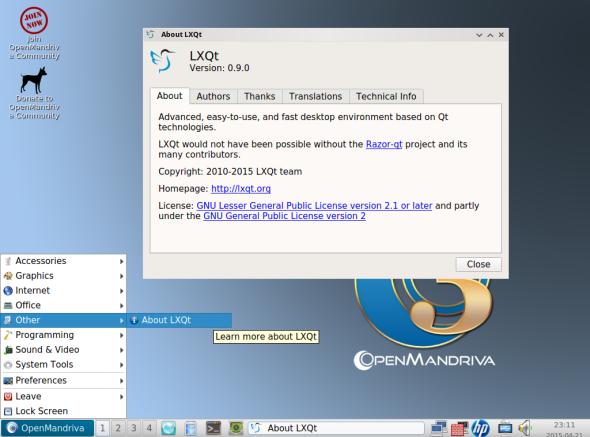 JOIN
NOW
Join
OpenMandriv
a Community
Donate to
OpenMandriv
a Community
About LXQt
LXQt
Version: 0.9.0
About Authors Thanks Translations Technical Info
Advanced, easy-to-use, and fast desktop environment based on Qt
technologies.
LXQt would not have been possible without the Razor-qt project and its
many contributors.
Copyright: 2010-2015 LXQt team
Homepage: http://lxqt.org
License: GNU Lesser General Public License version 2.1 or later and partly
under the GNU General Public License version 2
Close
Accessories
Graphics
Internet
Office
Other
About LXQt
Learn more about LXQt
Programming
Sound & Video
System Tools
Preferences
Leave
Lock Screen
OPENMANDRIVA
OpenMandriva 1 2 3 4 About LXQt hp 23:11
2015-04-21